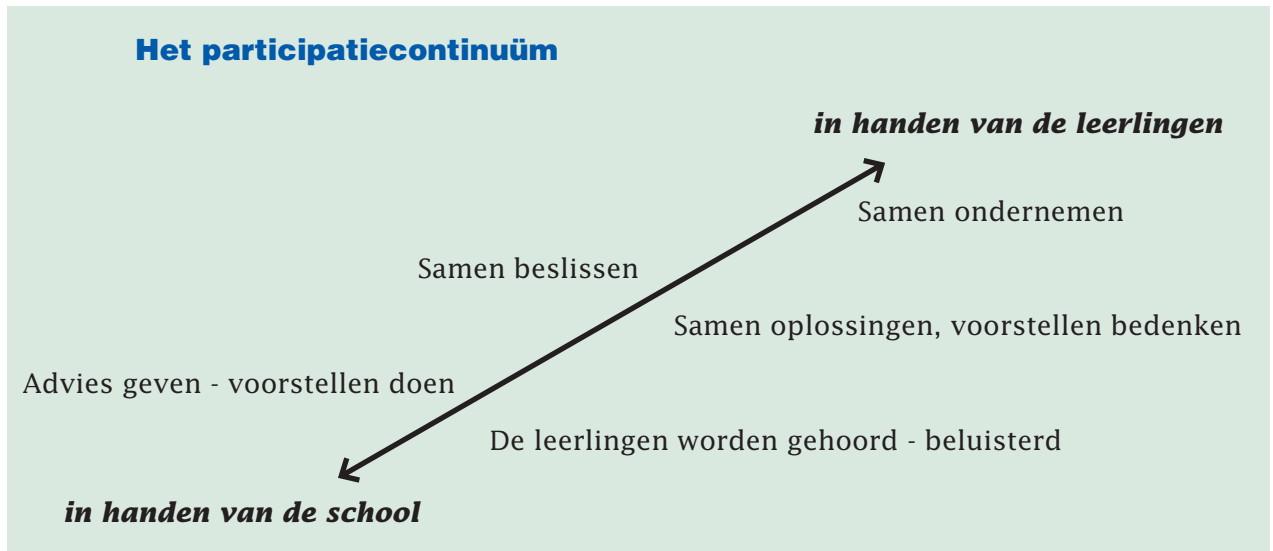 Het participatiecontinuüm
in handen van de leerlingen
Samen ondernemen
Samen beslissen
Samen oplossingen, voorstellen bedenken
Advies geven - voorstellen doen
De leerlingen worden gehoord - beluisterd
in handen van de school